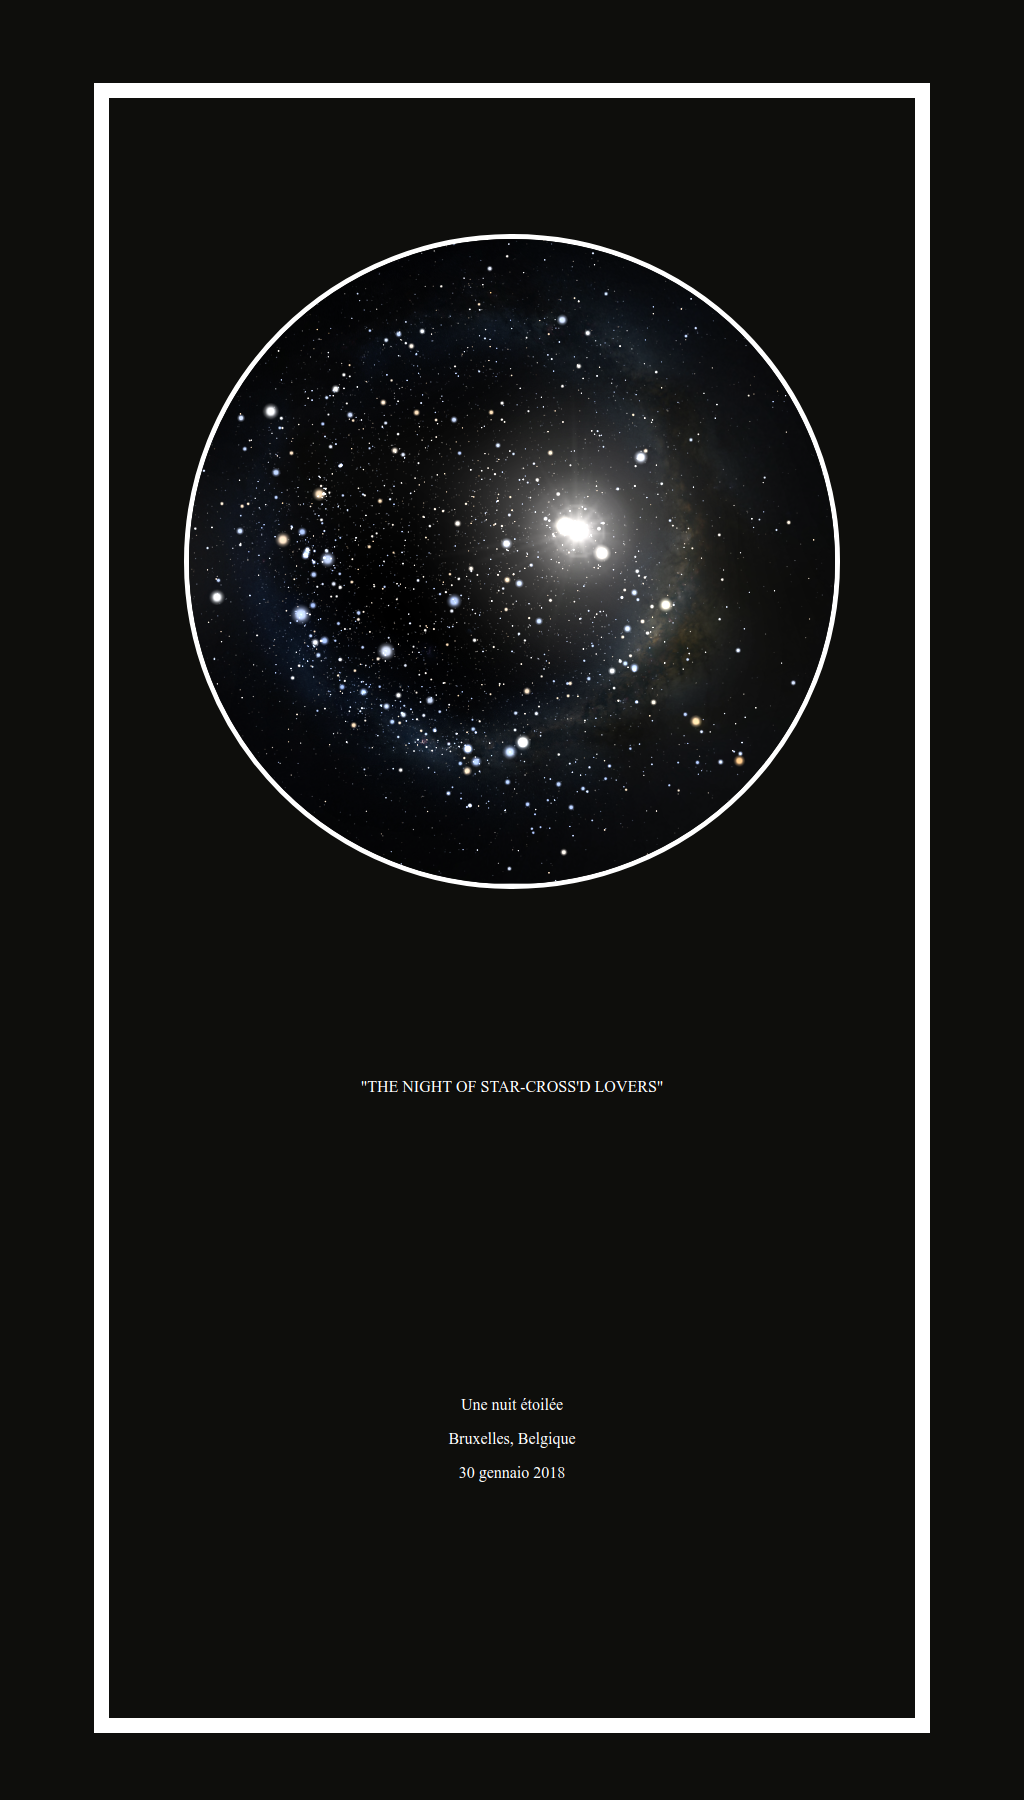 "THE NIGHT OF STAR-CROSS'D LOVERS"
Une nuit étoilée
Bruxelles, Belgique
30 gennaio 2018